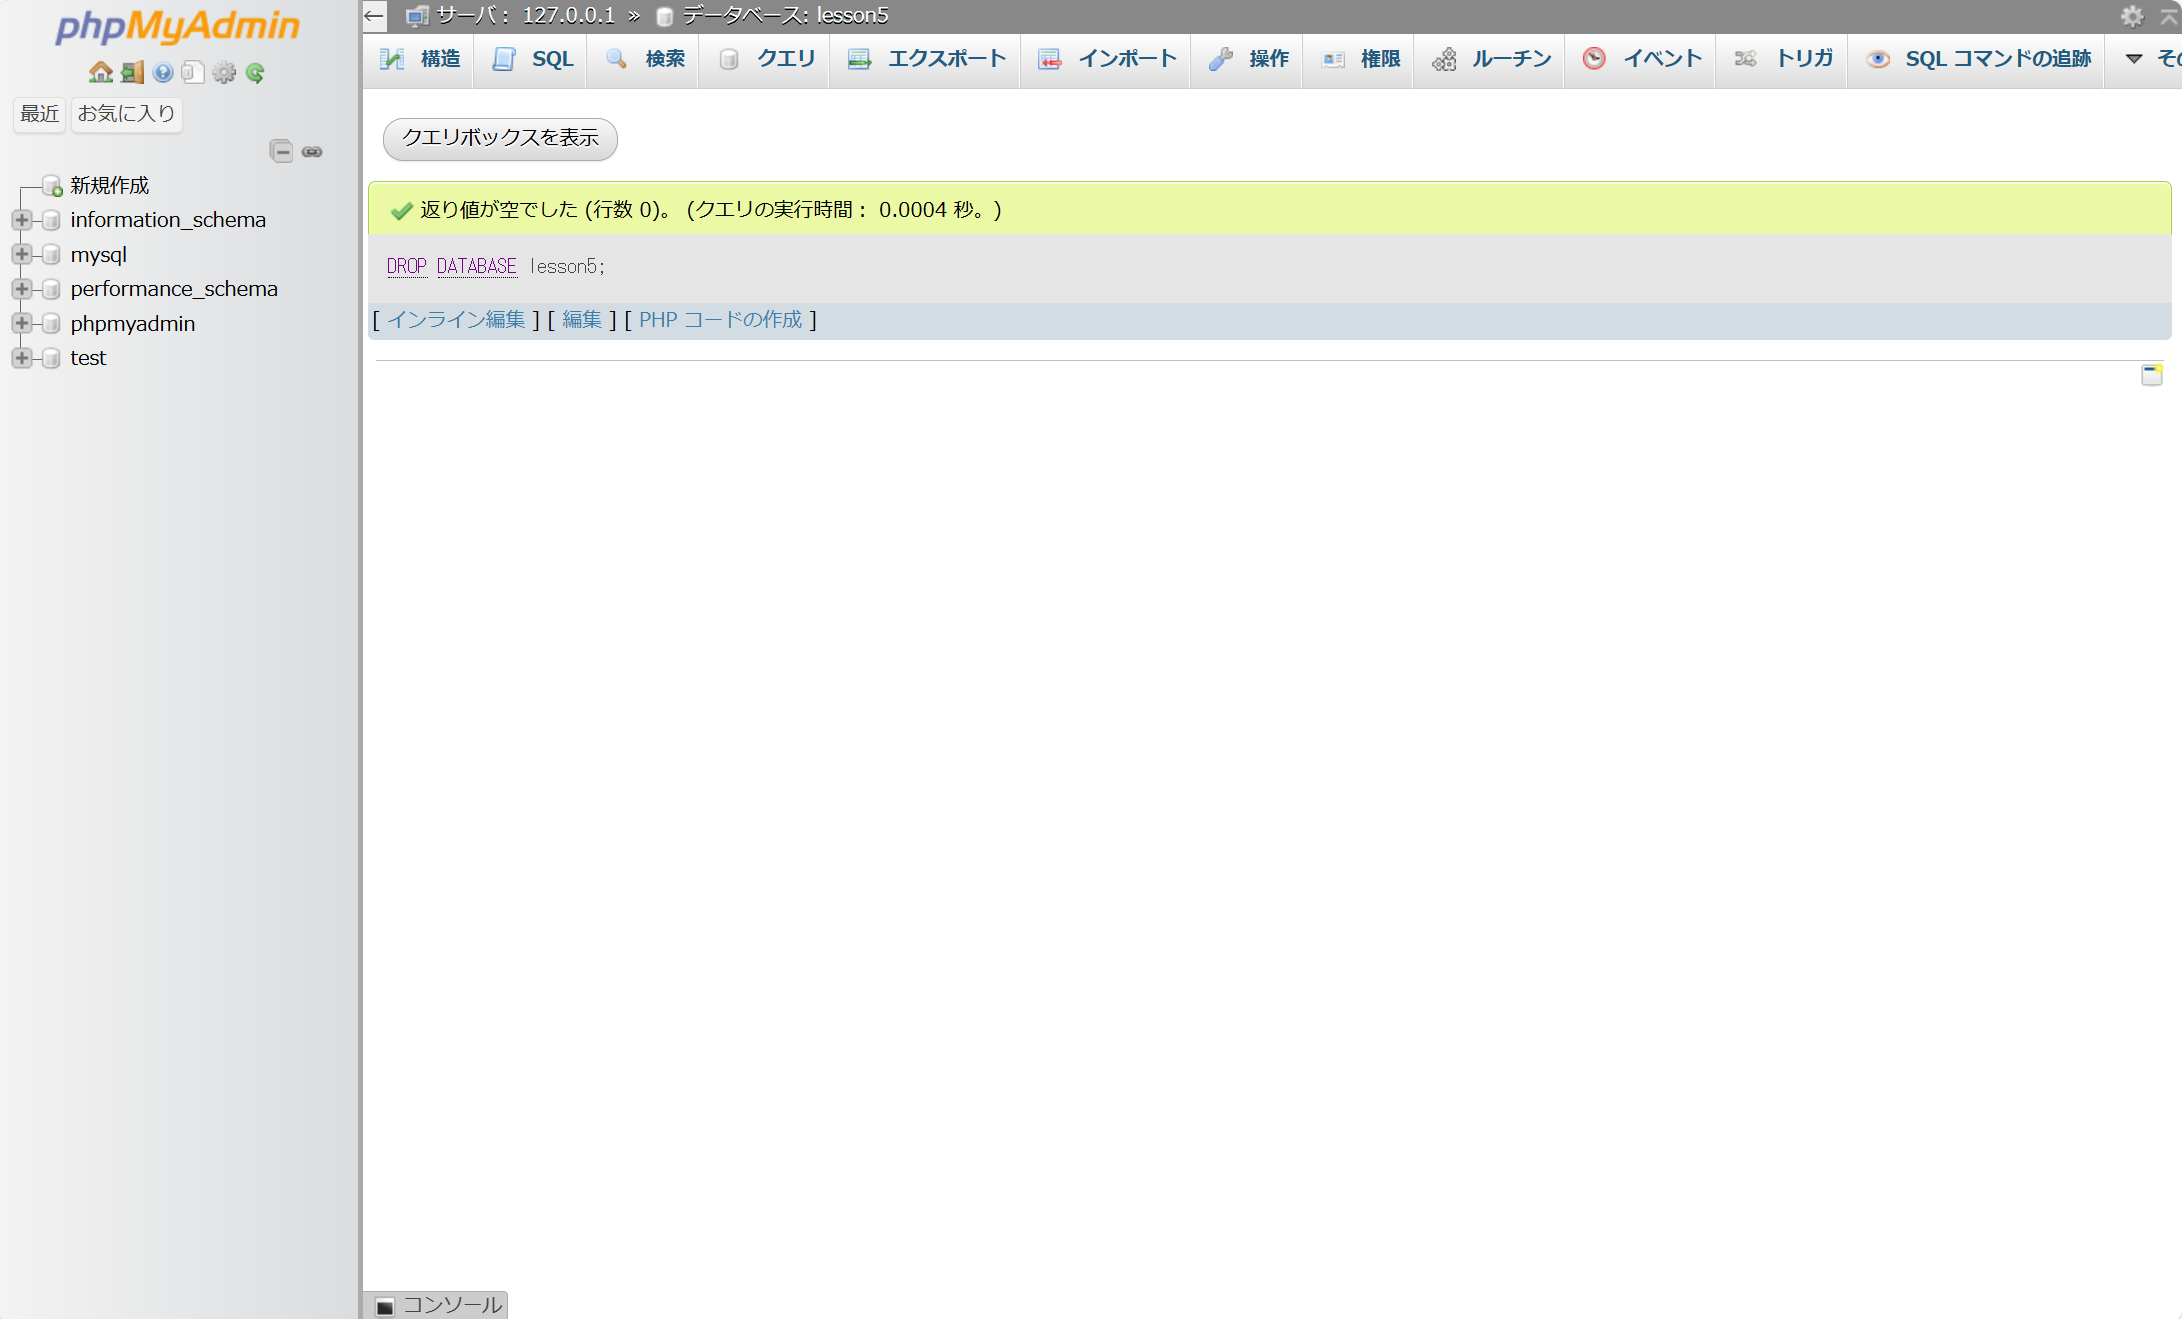 phpMyAdmin
最近 お気に入り
新規作成
information_schema
mysql
performance_schema
phpmyadmin
test
サーバ: 127.0.0.1 » データベース: lesson5
構造 SQL 検索 クエリ エクスポート インポート 操作 権限 ルーチン イベント トリガ SQL コマンドの追跡
クエリボックスを表示
返り値が空でした (行数 0)。 (クエリの実行時間: 0.0004 秒。)
DROP DATABASE lesson5;
[ インライン編集 ] [ 編集 ] [ PHP コードの作成 ]
コンソール